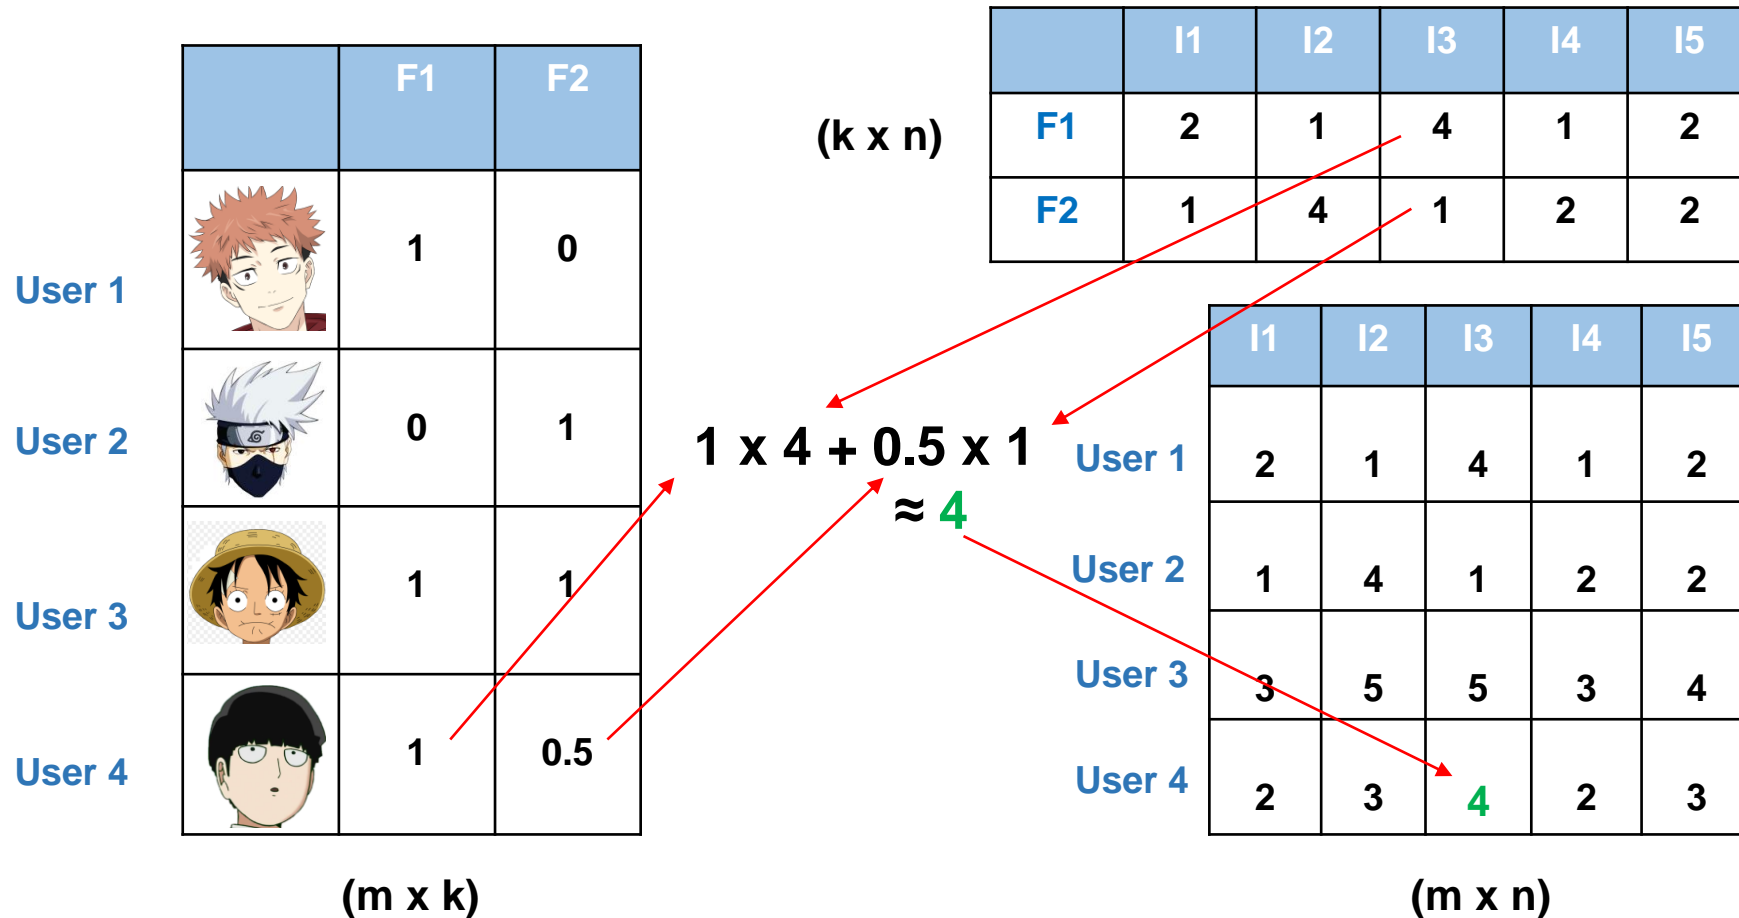 F1 F2
User 1 1 0
User 2 0 1
User 3 1 1
User 4 1 0.5
(m x k)
(k x n)
I1 I2 I3 I4 I5
F1 2 1 4 1 2
F2 1 4 1 2 2
1 x 4 + 0.5 x 1
≈ 4
I1 I2 I3 I4 I5
User 1 2 1 4 1 2
User 2 1 4 1 2 2
User 3 3 5 5 3 4
User 4 2 3 4 2 3
(m x n)